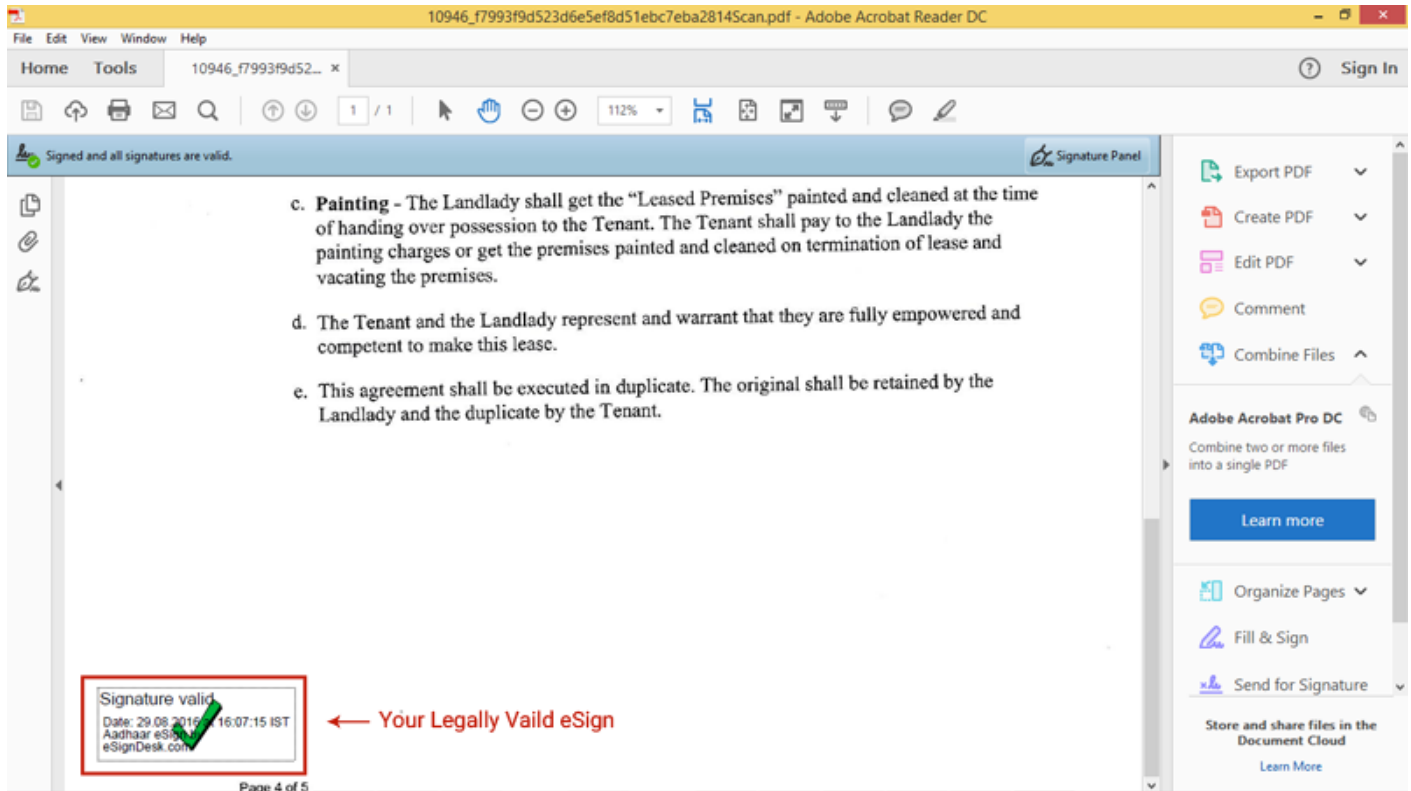 10946_f7993f9d523d6e5ef8d51ebc7eba2814Scan.pdf - Adobe Acrobat Reader DC
File Edit View Window Help
Home Tools 10946_f7993f9d52... × Sign In
1 / 1 112%
Signed and all signatures are valid.
Signature Panel
c. Painting - The Landlady shall get the “Leased Premises” painted and cleaned at the time
of handing over possession to the Tenant. The Tenant shall pay to the Landlady the
painting charges or get the premises painted and cleaned on termination of lease and
vacating the premises.
d. The Tenant and the Landlady represent and warrant that they are fully empowered and
competent to make this lease.
e. This agreement shall be executed in duplicate. The original shall be retained by the
Landlady and the duplicate by the Tenant.
Signature valid
Date: 29.08.2016 16:07:15 IST
Aadhaar eSign
eSignDesk.com
Your Legally Vaild eSign
Page 4 of 5
Export PDF
Create PDF
Edit PDF
Comment
Combine Files
Adobe Acrobat Pro DC
Combine two or more files
into a single PDF
Learn more
Organize Pages
Fill & Sign
Send for Signature
Store and share files in the
Document Cloud
Learn More